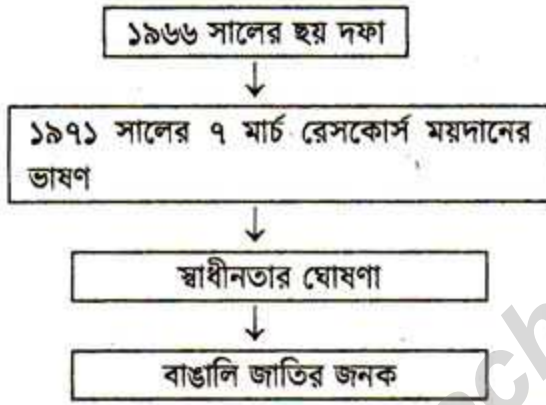 ১৯৬৬ সালের ছয় দফা
১৯৭১ সালের ৭ মার্চ রেসকোর্স ময়দানের
ভাষণ
স্বাধীনতার ঘোষণা
বাঙালি জাতির জনক